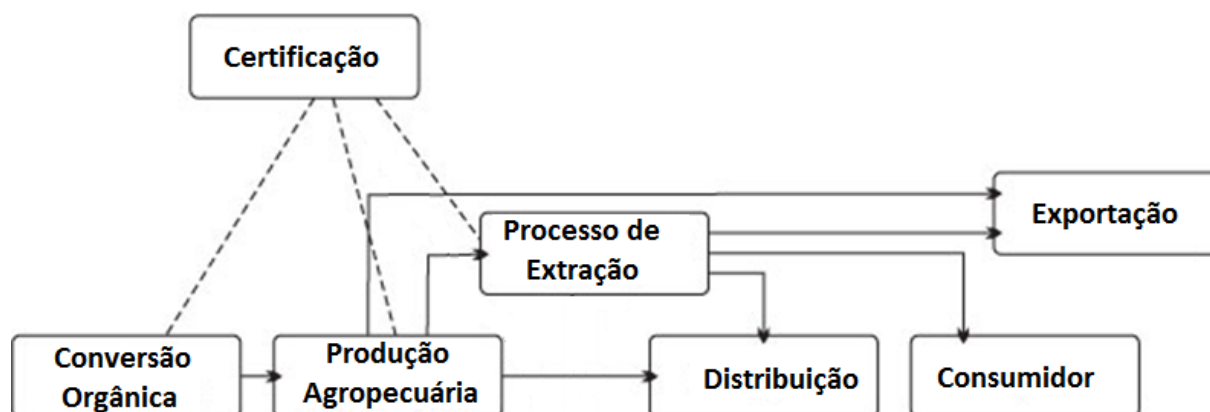 Certificação
Exportação
Processo de
Extração
Conversão
Orgânica
Produção
Agropecuária
Distribuição
Consumidor